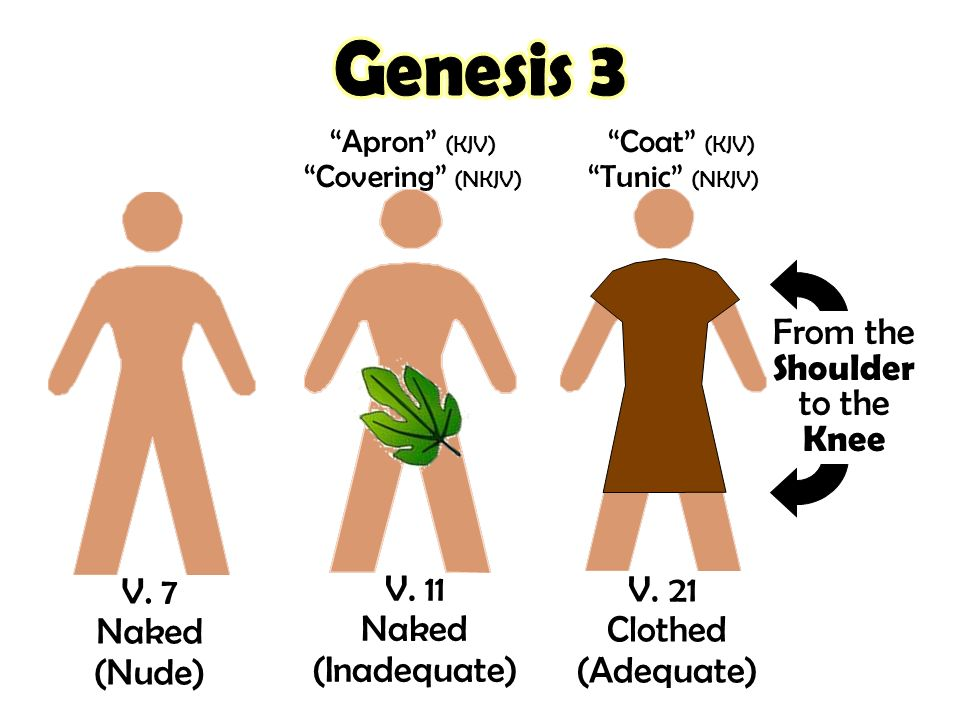 Genesis 3
“Apron” (KJV)
“Covering” (NKJV)
“Coat” (KJV)
“Tunic” (NKJV)
From the
Shoulder
to the
Knee
V. 7
Naked
(Nude)
V. 11
Naked
(Inadequate)
V. 21
Clothed
(Adequate)